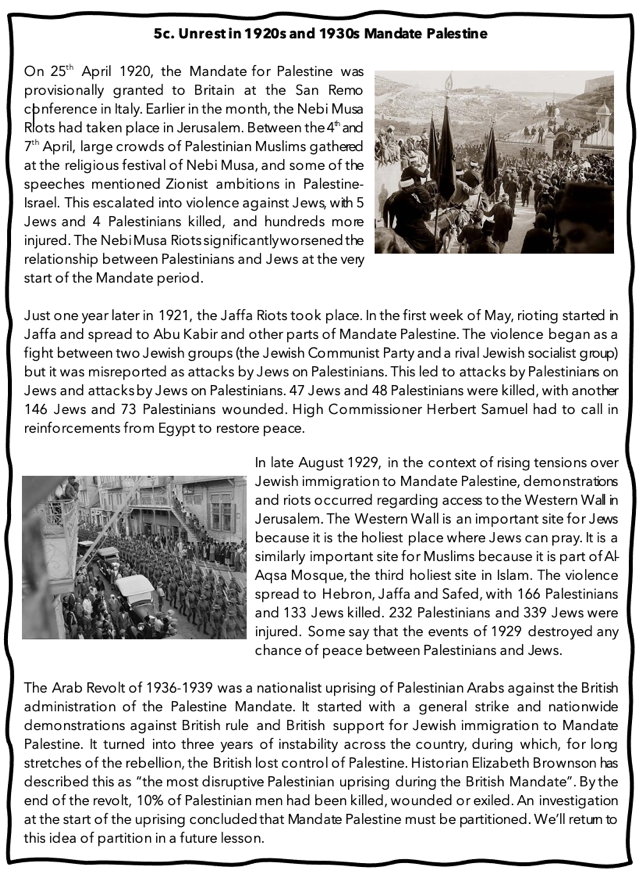 5c. Unrest in 1920s and 1930s Mandate Palestine
On 25th April 1920, the Mandate for Palestine was
provisionally granted to Britain at the San Remo
conference in Italy. Earlier in the month, the Nebi Musa
Riots had taken place in Jerusalem. Between the 4th and
7th April, large crowds of Palestinian Muslims gathered
at the religious festival of Nebi Musa, and some of the
speeches mentioned Zionist ambitions in Palestine-
Israel. This escalated into violence against Jews, with 5
Jews and 4 Palestinians killed, and hundreds more
injured. The Nebi Musa Riots significantly worsened the
relationship between Palestinians and Jews at the very
start of the Mandate period.
Just one year later in 1921, the Jaffa Riots took place. In the first week of May, rioting started in
Jaffa and spread to Abu Kabir and other parts of Mandate Palestine. The violence began as a
fight between two Jewish groups (the Jewish Communist Party and a rival Jewish socialist group)
but it was misreported as attacks by Jews on Palestinians. This led to attacks by Palestinians on
Jews and attacks by Jews on Palestinians. 47 Jews and 48 Palestinians were killed, with another
146 Jews and 73 Palestinians wounded. High Commissioner Herbert Samuel had to call in
reinforcements from Egypt to restore peace.
In late August 1929, in the context of rising tensions over
Jewish immigration to Mandate Palestine, demonstrations
and riots occurred regarding access to the Western Wall in
Jerusalem. The Western Wall is an important site for Jews
because it is the holiest place where Jews can pray. It is a
similarly important site for Muslims because it is part of Al-
Aqsa Mosque, the third holiest site in Islam. The violence
spread to Hebron, Jaffa and Safed, with 166 Palestinians
and 133 Jews killed. 232 Palestinians and 339 Jews were
injured. Some say that the events of 1929 destroyed any
chance of peace between Palestinians and Jews.
The Arab Revolt of 1936-1939 was a nationalist uprising of Palestinian Arabs against the British
administration of the Palestine Mandate. It started with a general strike and nationwide
demonstrations against British rule and British support for Jewish immigration to Mandate
Palestine. It turned into three years of instability across the country, during which, for long
stretches of the rebellion, the British lost control of Palestine. Historian Elizabeth Brownson has
described this as “the most disruptive Palestinian uprising during the British Mandate”. By the
end of the revolt, 10% of Palestinian men had been killed, wounded or exiled. An investigation
at the start of the uprising concluded that Mandate Palestine must be partitioned. We’ll return to
this idea of partition in a future lesson.